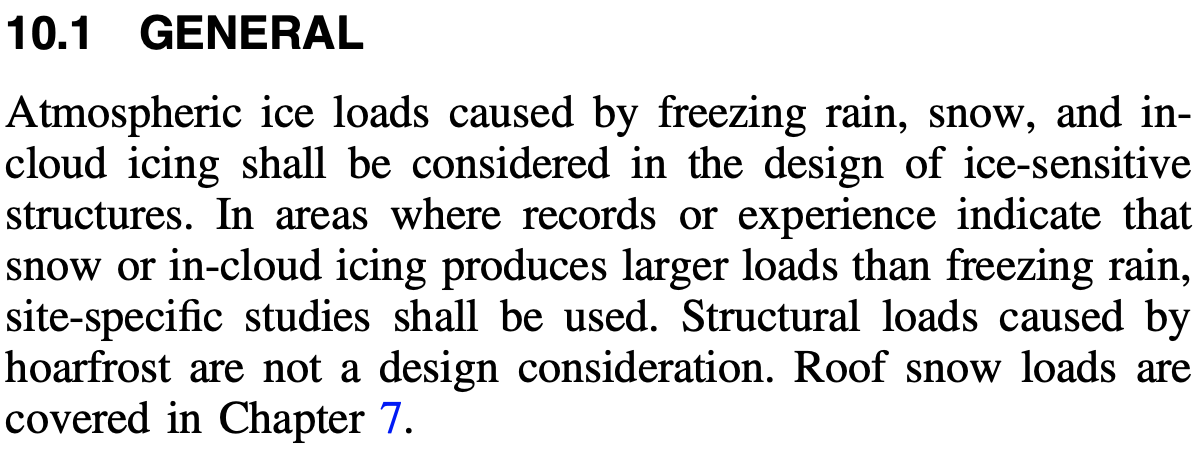 10.1 GENERAL
Atmospheric ice loads caused by freezing rain, snow, and in-
cloud icing shall be considered in the design of ice-sensitive
structures. In areas where records or experience indicate that
snow or in-cloud icing produces larger loads than freezing rain,
site-specific studies shall be used. Structural loads caused by
hoarfrost are not a design consideration. Roof snow loads are
covered in Chapter 7.